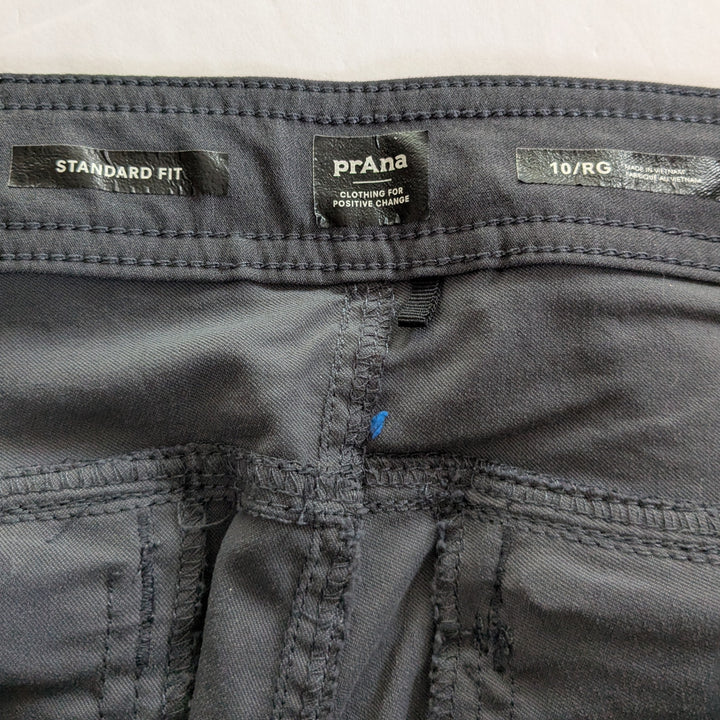 STANDARD FIT
prAna
CLOTHING FOR
POSITIVE CHANGE
10/RG
MADE IN VIETNAM
FABRIQUÉ AU VIETNAM